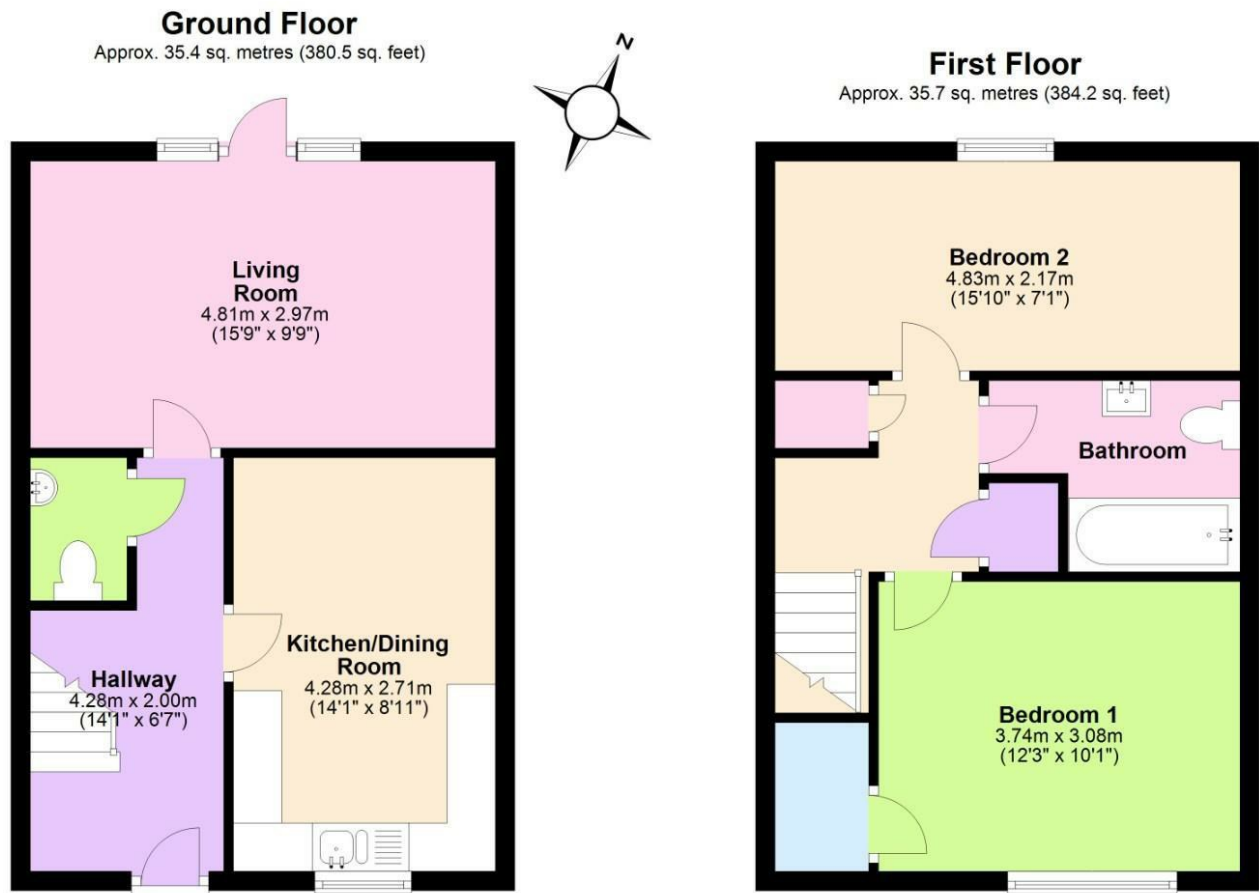 Ground Floor
Approx. 35.4 sq. metres (380.5 sq. feet)
N
First Floor
Approx. 35.7 sq. metres (384.2 sq. feet)
Living
Room
4.81m x 2.97m
(15'9" x 9'9")
Hallway
4.28m x 2.00m
(14'1" x 6'7")
Kitchen/Dining
Room
4.28m x 2.71m
(14'1" x 8'11")
Bedroom 2
4.83m x 2.17m
(15'10" x 7'1")
Bathroom
Bedroom 1
3.74m x 3.08m
(12'3" x 10'1")